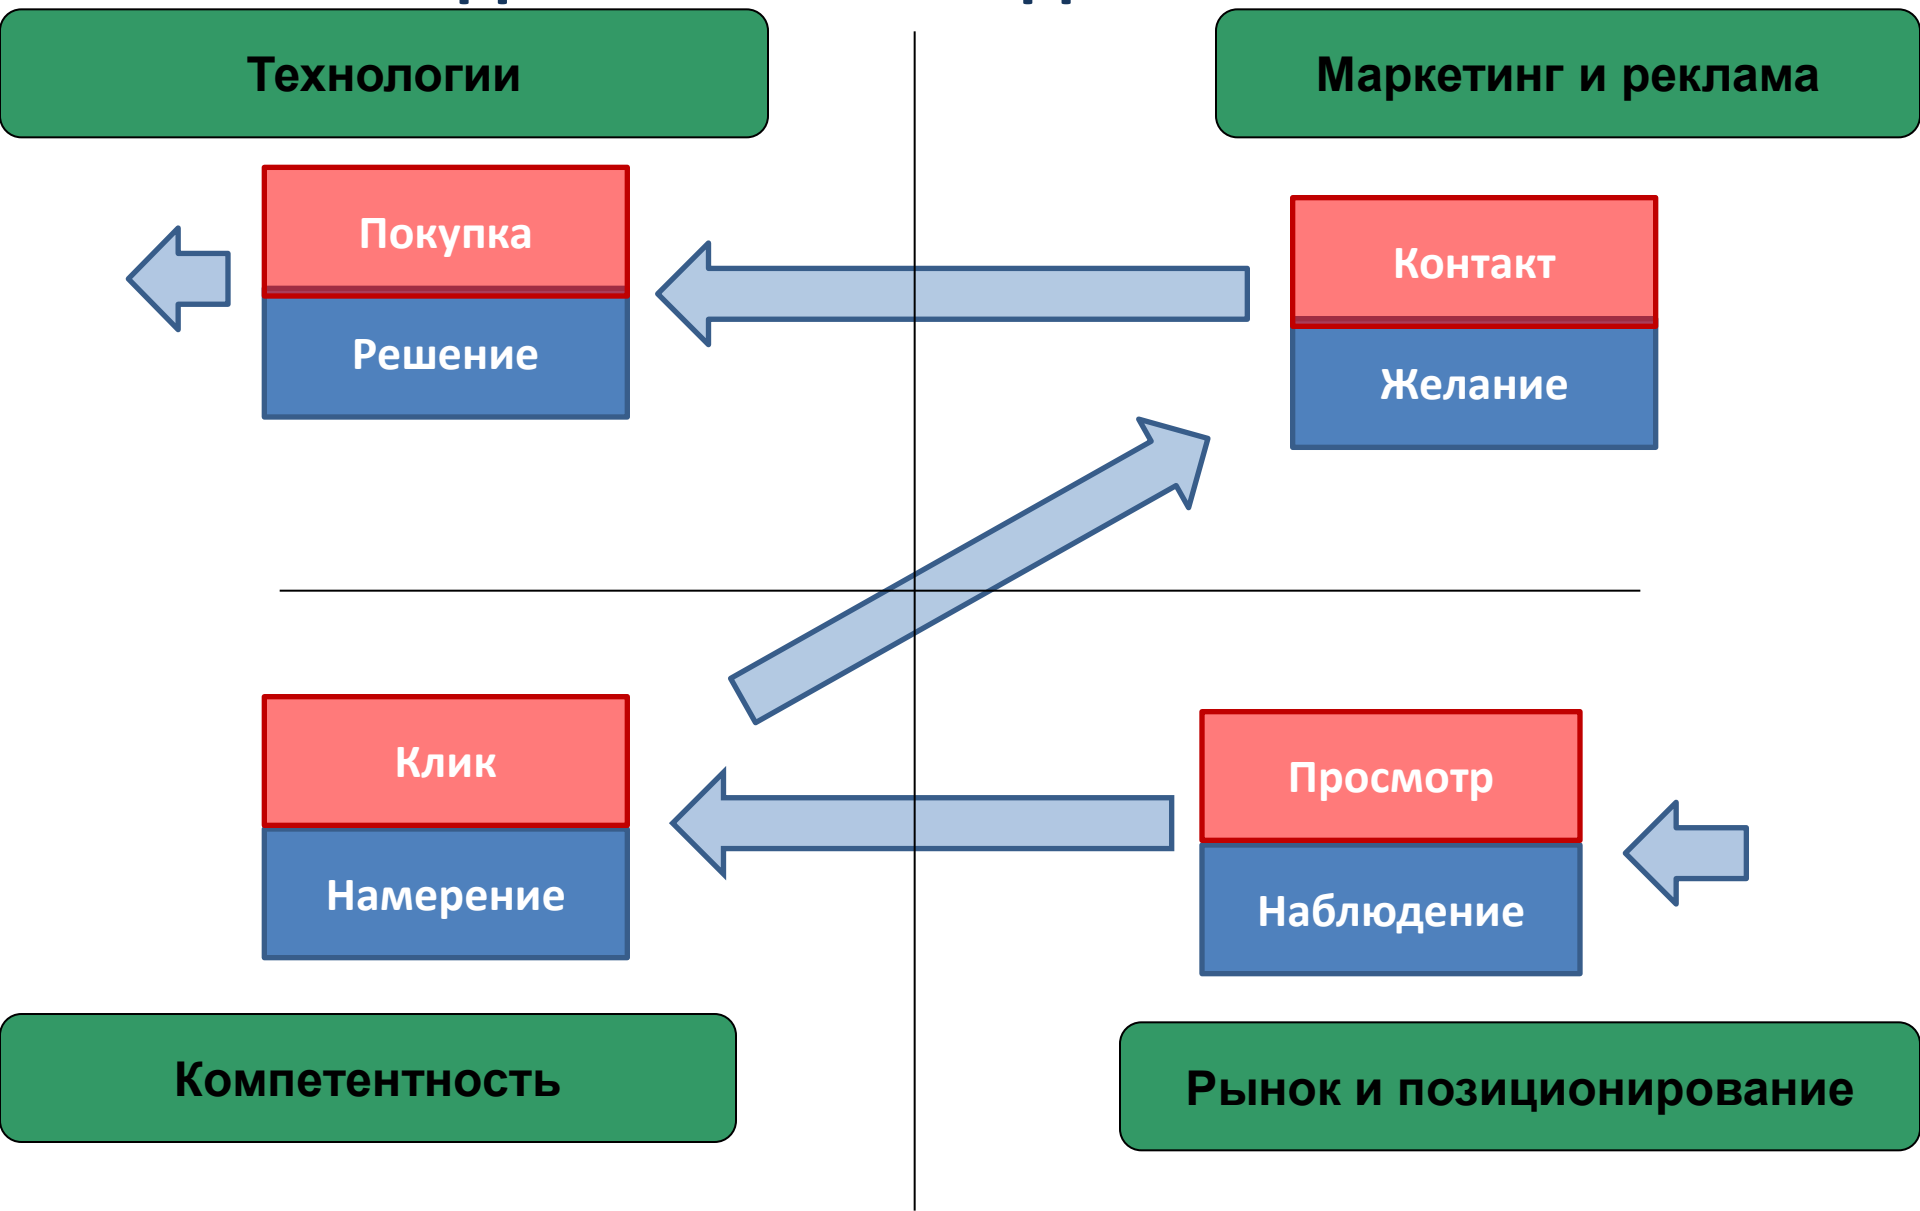 Технологии
Маркетинг и реклама
Покупка
Решение
Контакт
Желание
Клик
Намерение
Просмотр
Наблюдение
Компетентность
Рынок и позиционирование